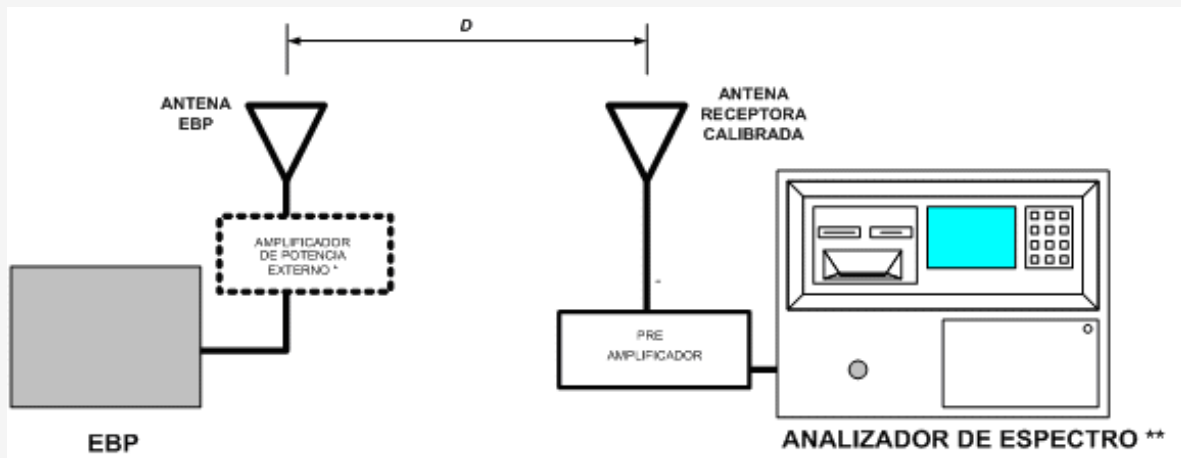 D
ANTENA
EBP
ANTENA
RECEPTORA
CALIBRADA
AMPLIFICADOR
DE POTENCIA
EXTERNO *
PRE
AMPLIFICADOR
EBP
ANALIZADOR DE ESPECTRO **